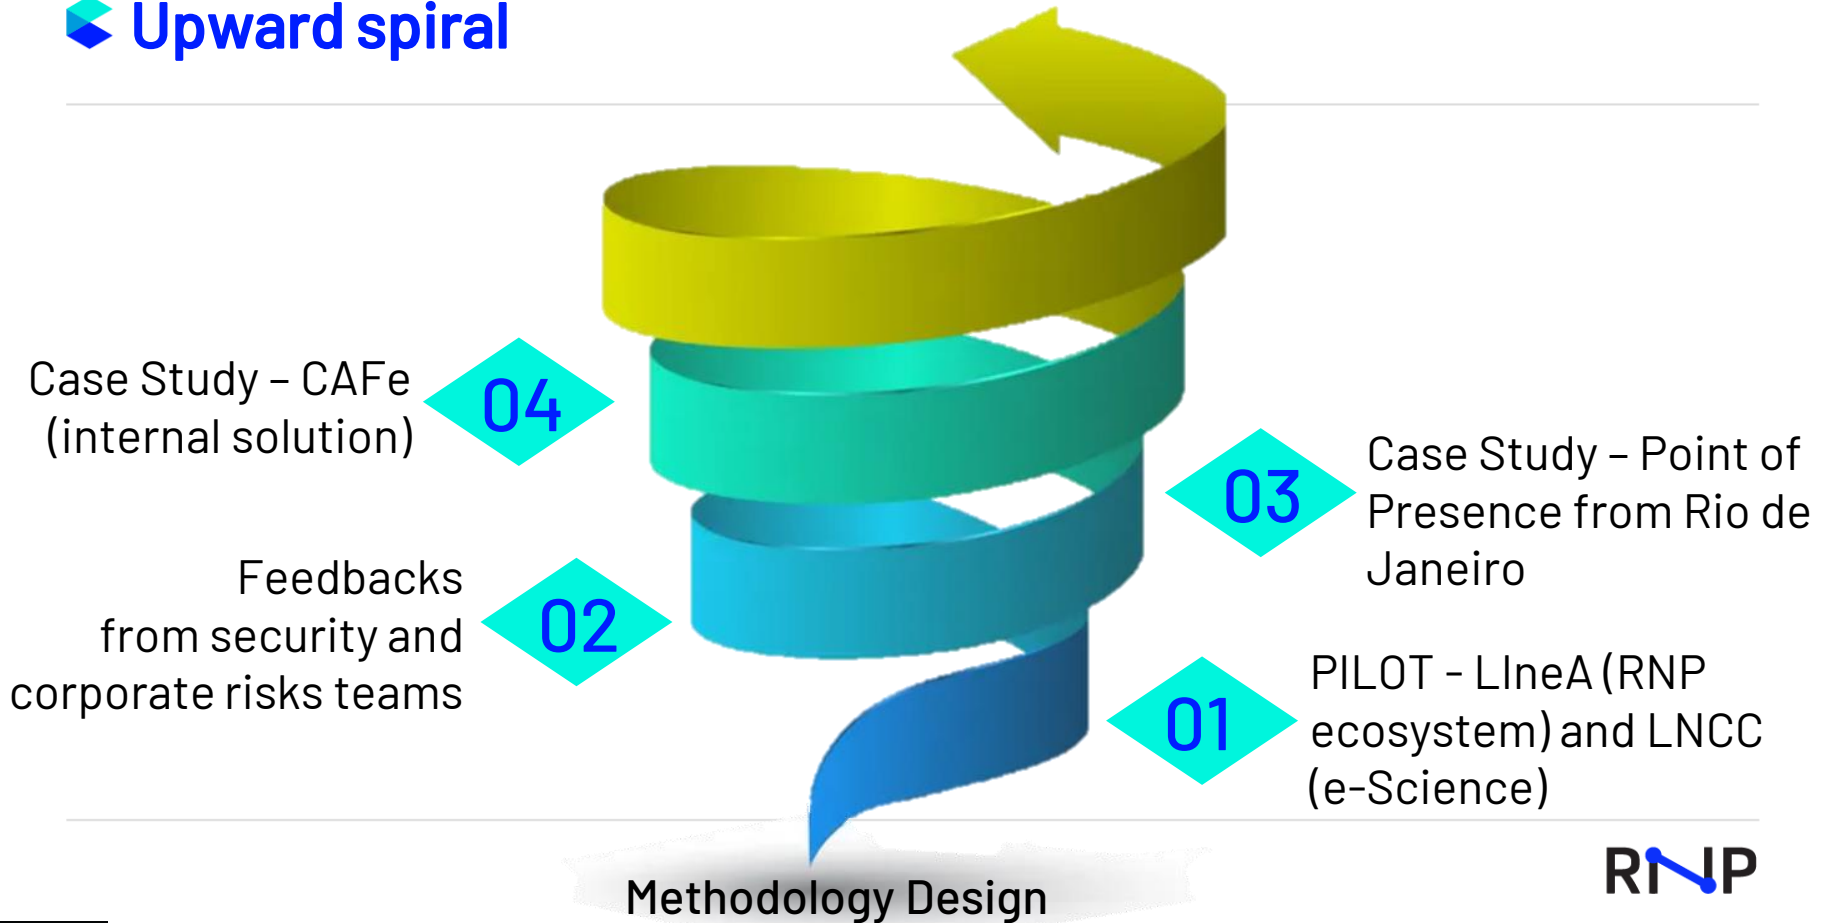 Upward spiral
Case Study – CAFe
(internal solution)
04
03
Case Study – Point of
Presence from Rio de
Janeiro
Feedbacks
from security and
corporate risks teams
02
01
PILOT - LIneA (RNP
ecosystem) and LNCC
(e-Science)
Methodology Design
RNP